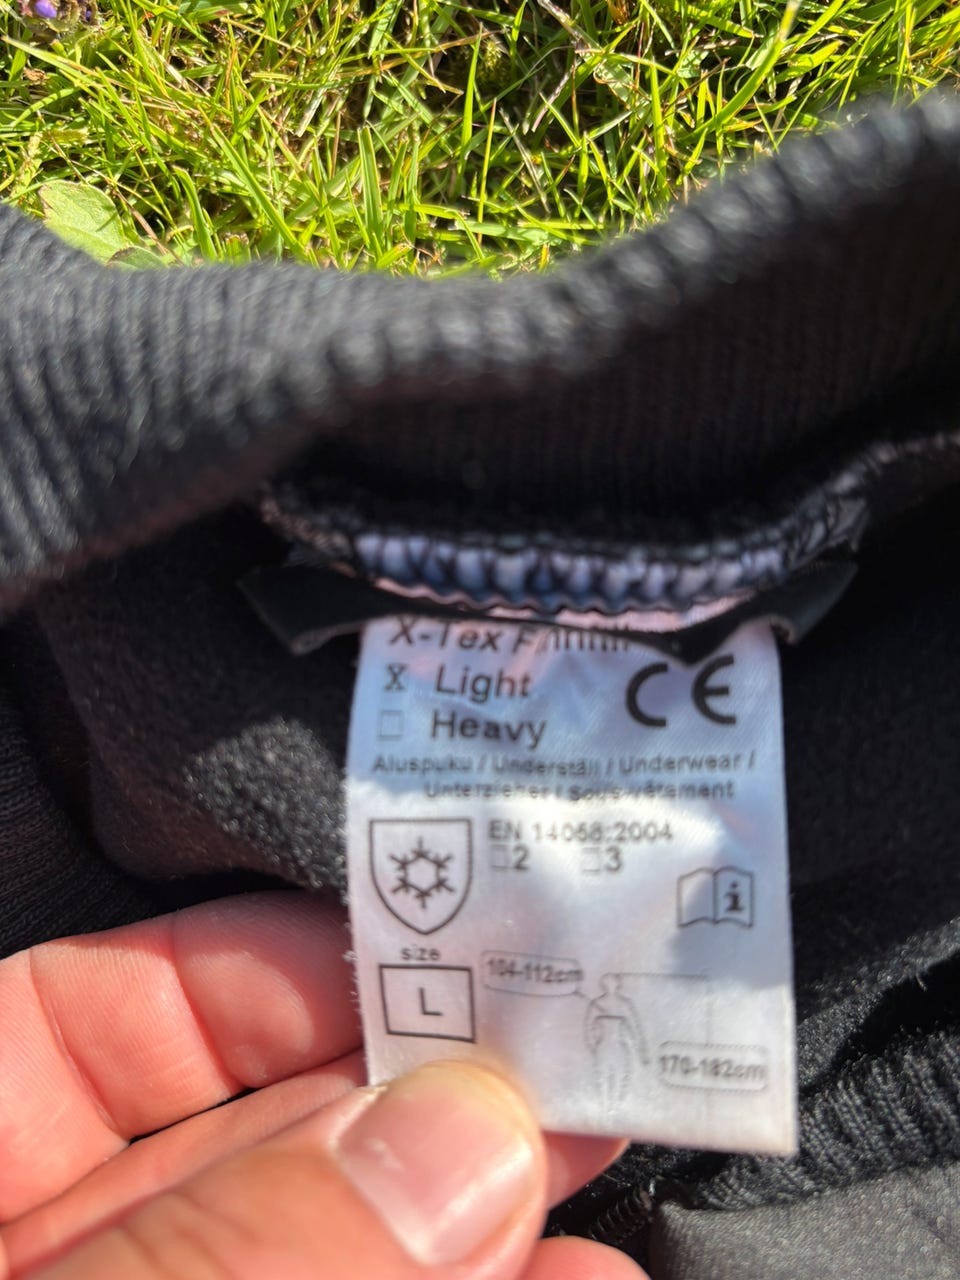 X-Tex
X Light
Heavy
CE
Aluspuku / Underställ / Underwear /
Unterzieher / Sous-vêtement
EN 14058:2004
2 3
i
size
L
104-112cm
170-182cm